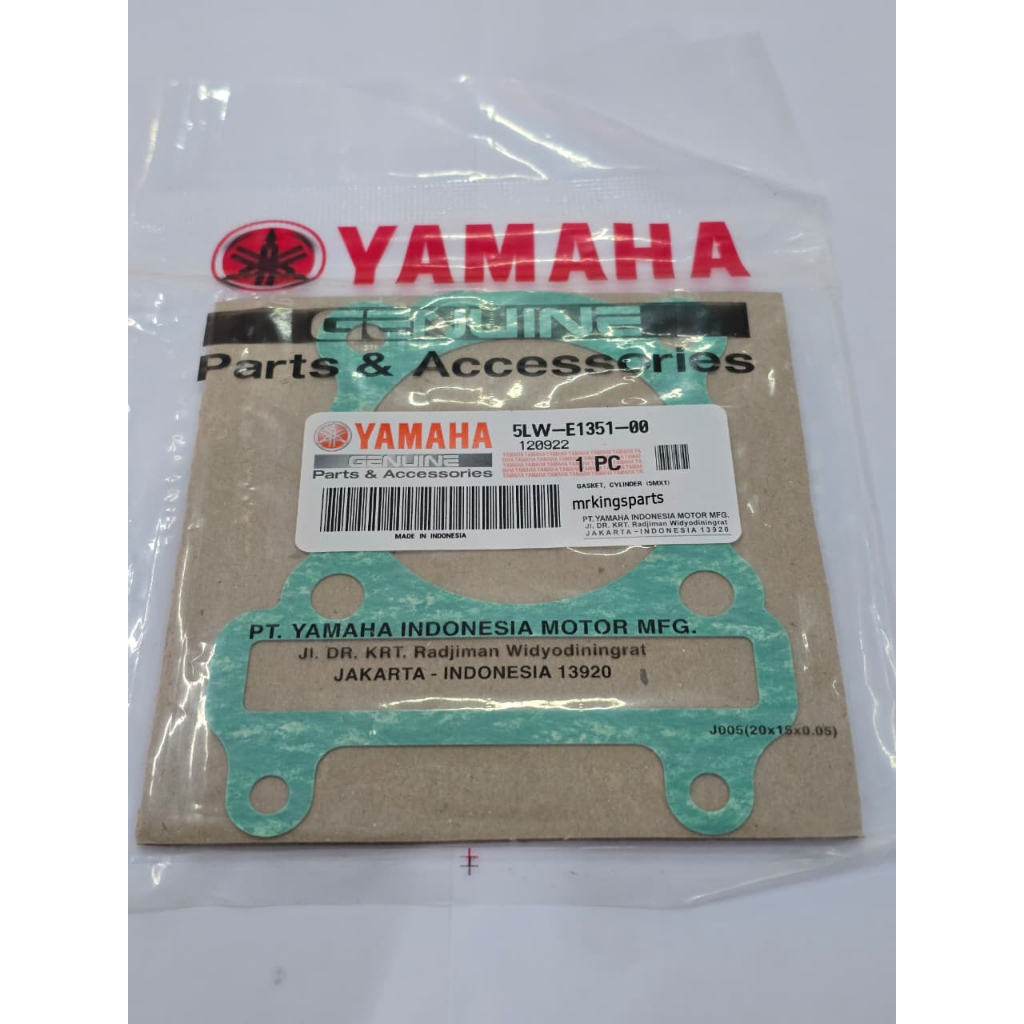 YAMAHA
GENUINE
Parts & Accessories
YAMAHA 5LW-E1351-00
120922
GENUINE 1 PC
Parts & Accessories
GASKET, CYLINDER (5MX1)
mrkingsparts
PT. YAMAHA INDONESIA MOTOR MFG.
Jl. DR. KRT. Radjiman Widyodiningrat
JAKARTA - INDONESIA 13920
MADE IN INDONESIA
PT. YAMAHA INDONESIA MOTOR MFG.
Jl. DR. KRT. Radjiman Widyodiningrat
JAKARTA - INDONESIA 13920
J005(20x15x0.05)